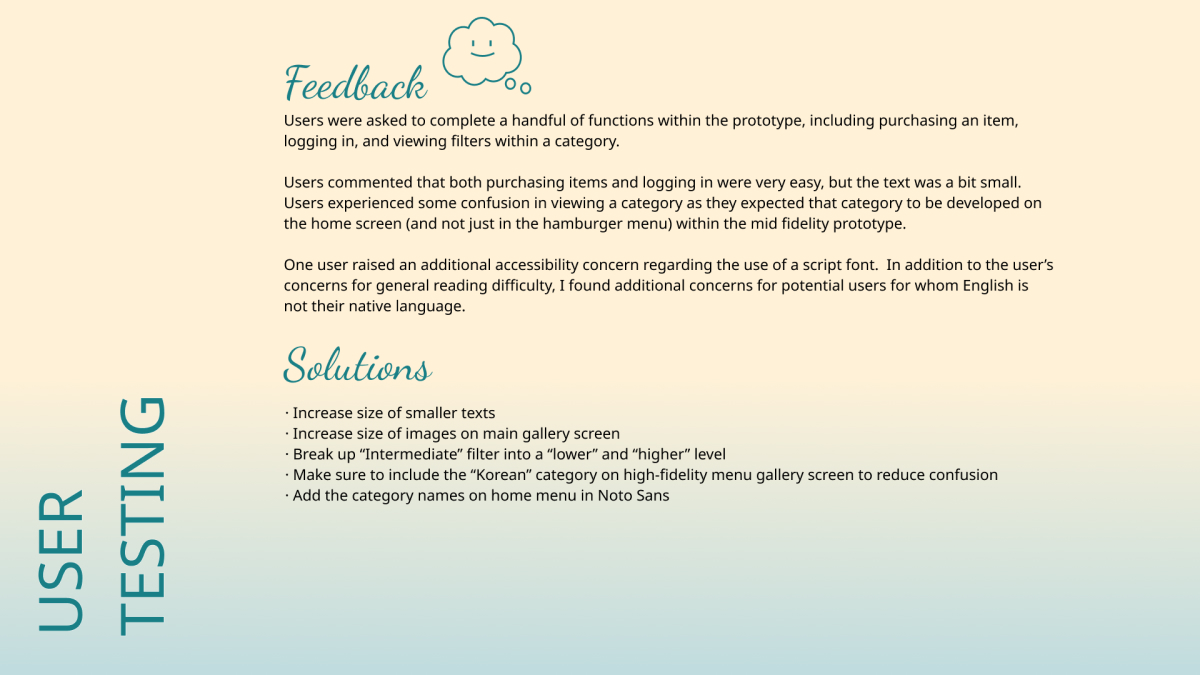 Feedback
Users were asked to complete a handful of functions within the prototype, including purchasing an item,
logging in, and viewing filters within a category.
Users commented that both purchasing items and logging in were very easy, but the text was a bit small.
Users experienced some confusion in viewing a category as they expected that category to be developed on
the home screen (and not just in the hamburger menu) within the mid fidelity prototype.
One user raised an additional accessibility concern regarding the use of a script font.  In addition to the user’s
concerns for general reading difficulty, I found additional concerns for potential users for whom English is
not their native language.
Solutions
· Increase size of smaller texts
· Increase size of images on main gallery screen
· Break up “Intermediate” filter into a “lower” and “higher” level
· Make sure to include the “Korean” category on high-fidelity menu gallery screen to reduce confusion
· Add the category names on home menu in Noto Sans
USER
TESTING